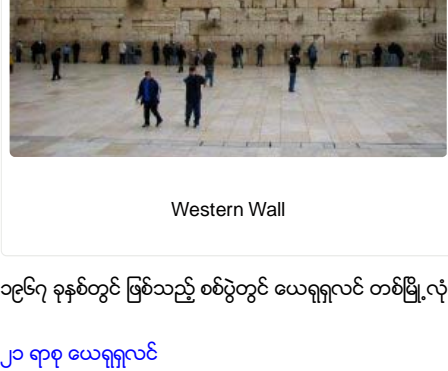 Western Wall
၁၉၆၇ ခုနှစ်တွင် ဖြစ်သည့် စစ်ပွဲတွင် ယေရုရှလင် တစ်မြို့လုံ
၂၁ ရာစု ယေရုရှလင်